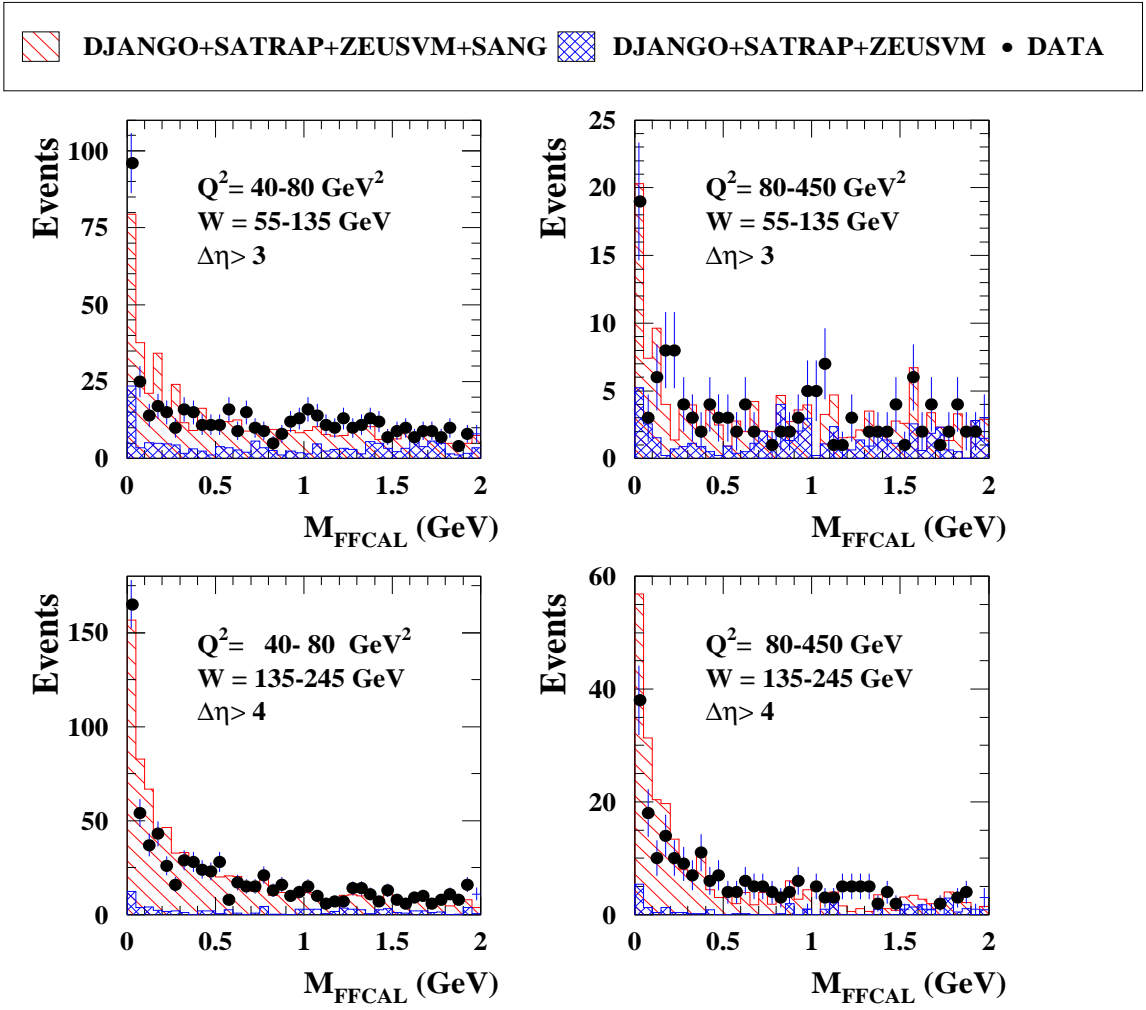 DJANGO+SATRAP+ZEUSVM+SANG DJANGO+SATRAP+ZEUSVM • DATA
Events
100
75
50
25
0
Q²= 40-80 GeV²
W = 55-135 GeV
Δη> 3
0 0.5 1 1.5 2
M_FFCAL (GeV)
Events
25
20
15
10
5
0
Q²= 80-450 GeV²
W = 55-135 GeV
Δη> 3
0 0.5 1 1.5 2
M_FFCAL (GeV)
Events
150
100
50
0
Q²= 40- 80 GeV²
W = 135-245 GeV
Δη> 4
0 0.5 1 1.5 2
M_FFCAL (GeV)
Events
60
40
20
0
Q²= 80-450 GeV
W = 135-245 GeV
Δη> 4
0 0.5 1 1.5 2
M_FFCAL (GeV)